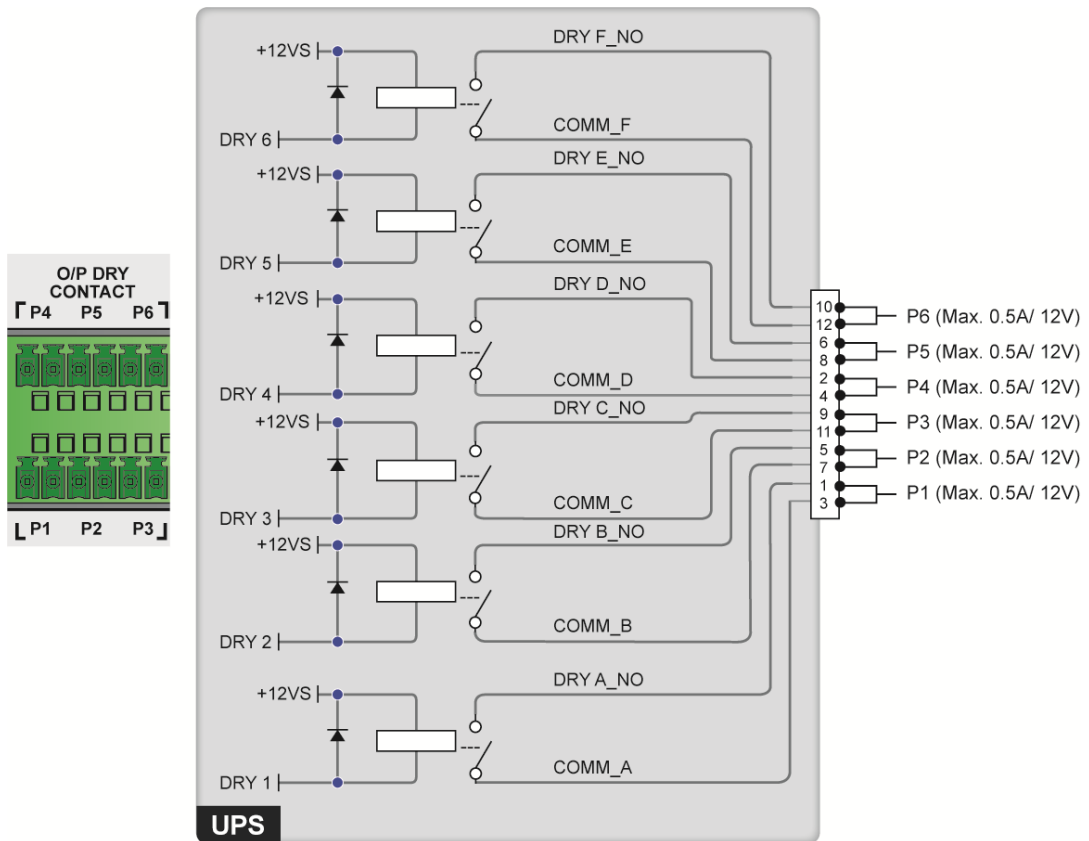 O/P DRY
CONTACT
P4 P5 P6
P1 P2 P3
+12VS
DRY 6
DRY F_NO
COMM_F
+12VS
DRY 5
DRY E_NO
COMM_E
+12VS
DRY 4
DRY D_NO
COMM_D
+12VS
DRY 3
DRY C_NO
COMM_C
+12VS
DRY 2
DRY B_NO
COMM_B
+12VS
DRY 1
DRY A_NO
COMM_A
UPS
10
12
P6 (Max. 0.5A/ 12V)
6
8
P5 (Max. 0.5A/ 12V)
2
4
P4 (Max. 0.5A/ 12V)
9
11
P3 (Max. 0.5A/ 12V)
5
7
P2 (Max. 0.5A/ 12V)
1
3
P1 (Max. 0.5A/ 12V)